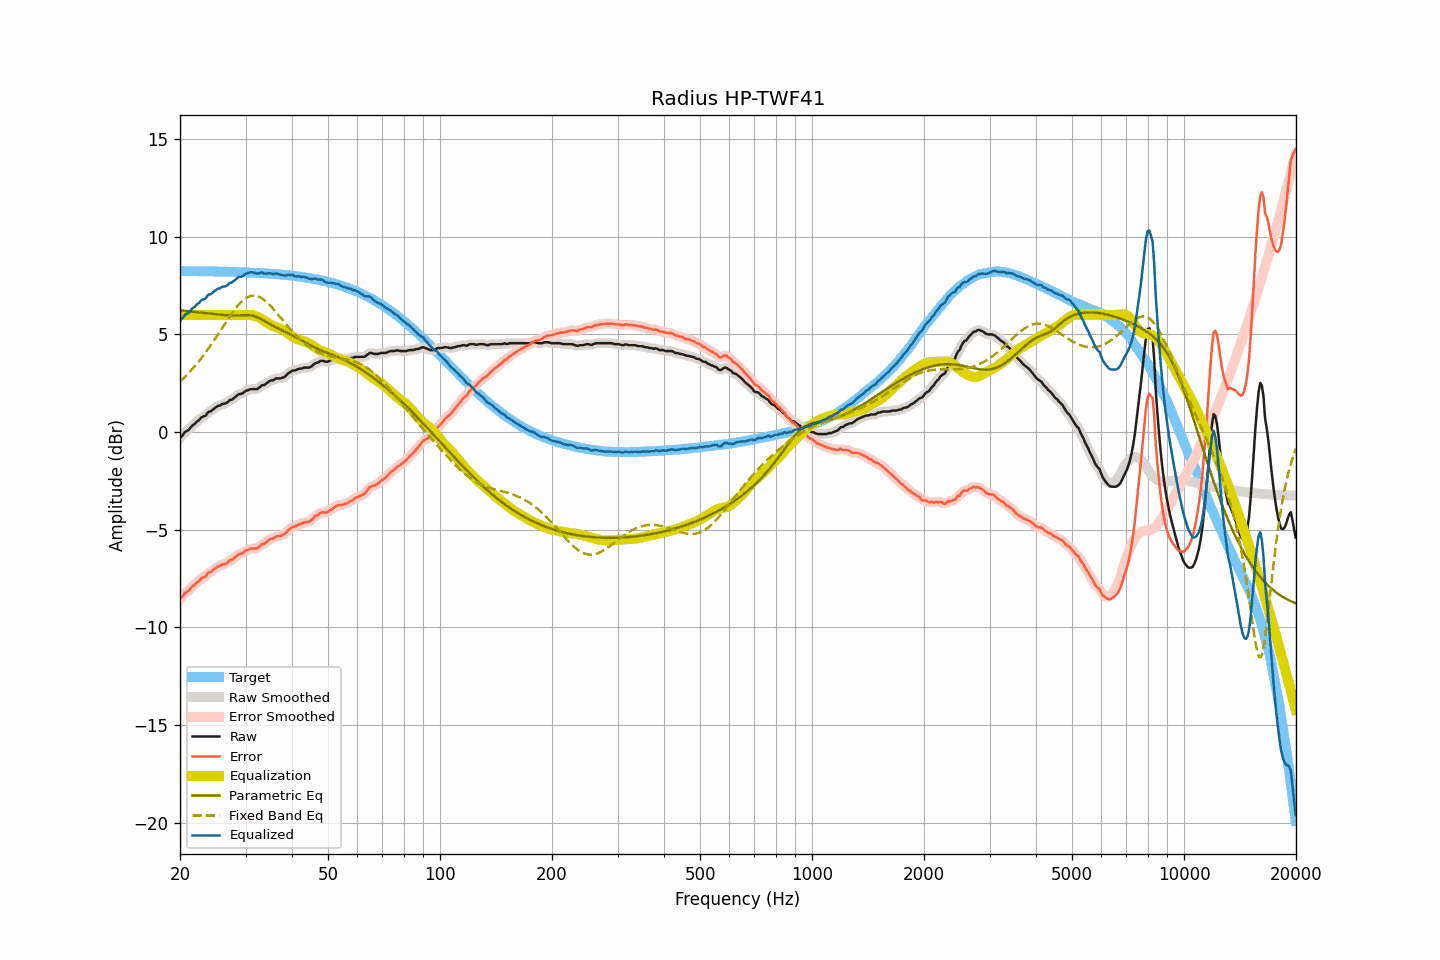 Radius HP-TWF41
15
10
5
0
−5
−10
−15
−20
Amplitude (dBr)
Target
Raw Smoothed
Error Smoothed
Raw
Error
Equalization
Parametric Eq
Fixed Band Eq
Equalized
20 50 100 200 500 1000 2000 5000 10000 20000
Frequency (Hz)